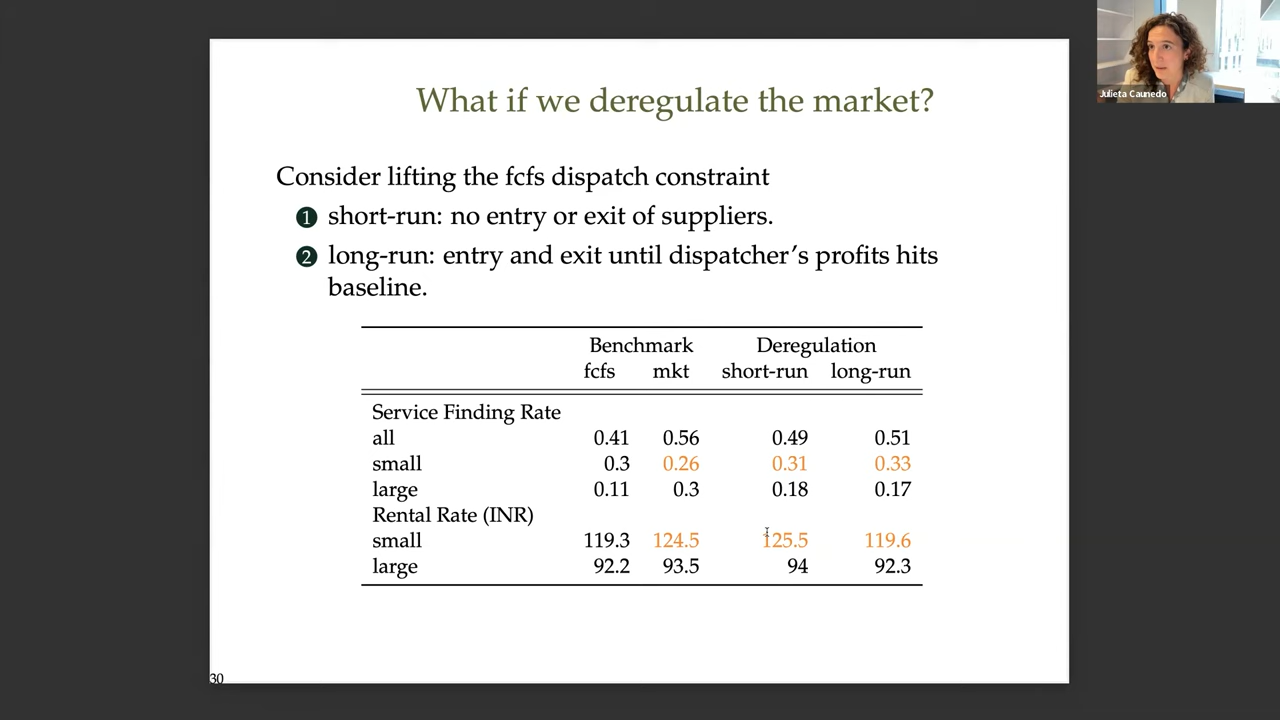 Julieta Caunedo
What if we deregulate the market?
Consider lifting the fcfs dispatch constraint
1 short-run: no entry or exit of suppliers.
2 long-run: entry and exit until dispatcher's profits hits
baseline.
Benchmark Deregulation
fcfs mkt short-run long-run
Service Finding Rate
all 0.41 0.56 0.49 0.51
small 0.3 0.26 0.31 0.33
large 0.11 0.3 0.18 0.17
Rental Rate (INR)
small 119.3 124.5 125.5 119.6
large 92.2 93.5 94 92.3
30